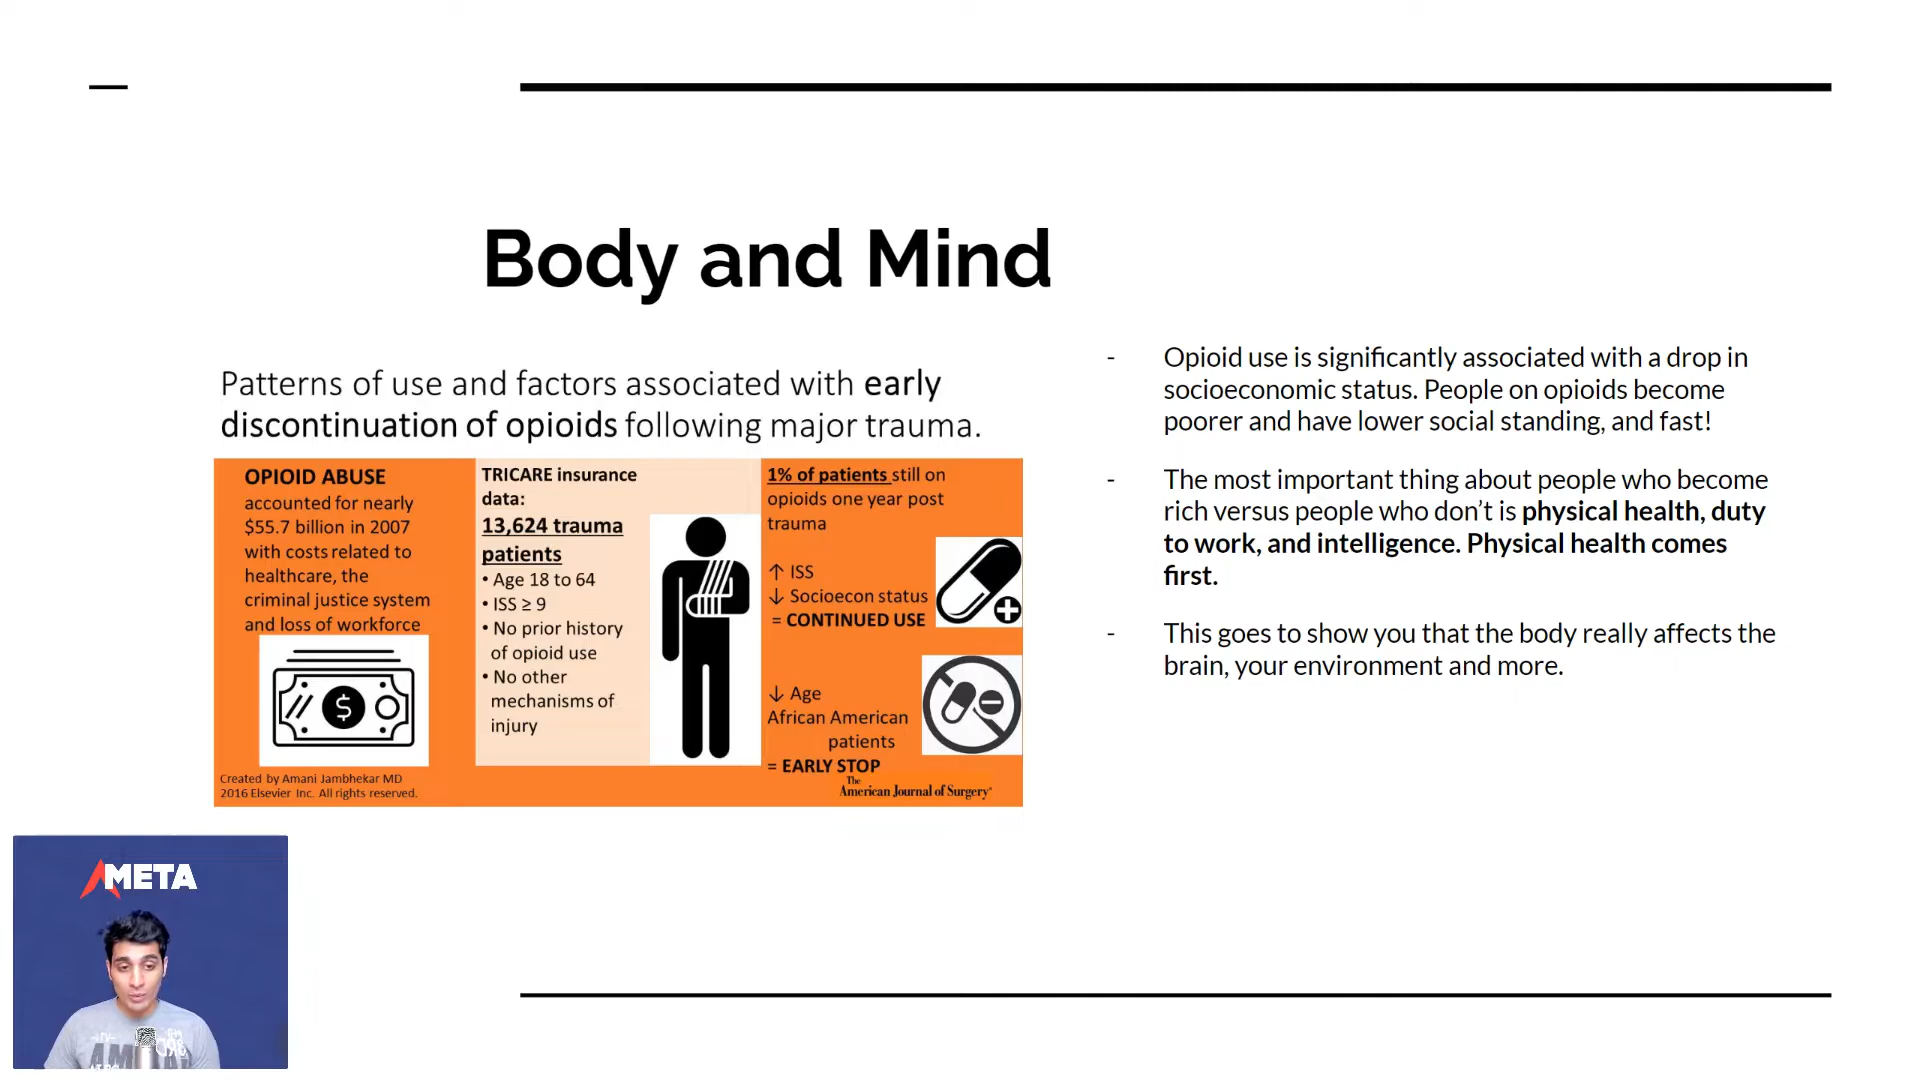 Body and Mind
Patterns of use and factors associated with early
discontinuation of opioids following major trauma.
OPIOID ABUSE
accounted for nearly
$55.7 billion in 2007
with costs related to
healthcare, the
criminal justice system
and loss of workforce
$
Created by Amani Jambhekar MD
2016 Elsevier Inc. All rights reserved.
TRICARE insurance
data:
13,624 trauma
patients
• Age 18 to 64
• ISS ≥ 9
• No prior history
of opioid use
• No other
mechanisms of
injury
1% of patients still on
opioids one year post
trauma
↑ ISS
↓ Socioecon status
= CONTINUED USE
↓ Age
African American
patients
= EARLY STOP
The
American Journal of Surgery
- Opioid use is significantly associated with a drop in
socioeconomic status. People on opioids become
poorer and have lower social standing, and fast!
- The most important thing about people who become
rich versus people who don’t is physical health, duty
to work, and intelligence. Physical health comes
first.
- This goes to show you that the body really affects the
brain, your environment and more.
META